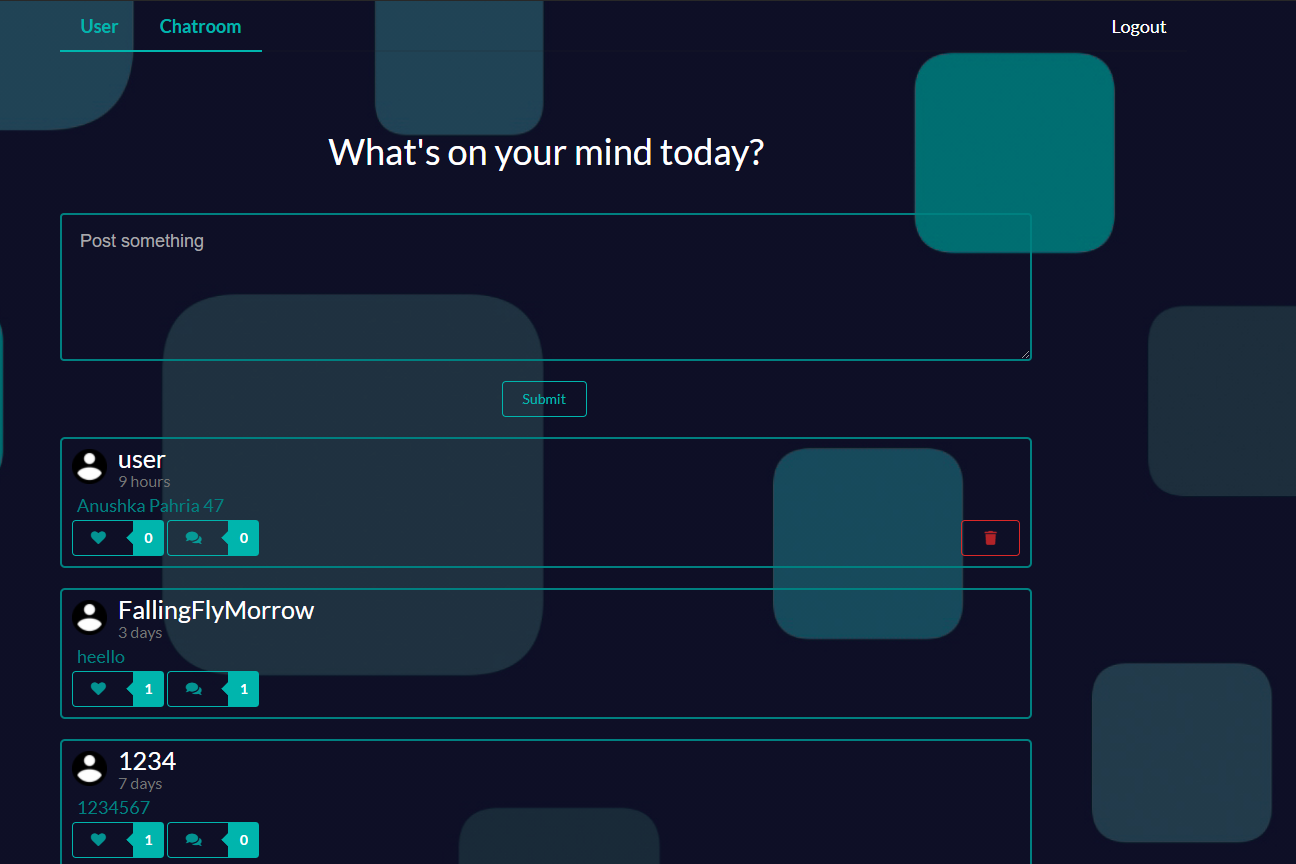 User Chatroom Logout
What's on your mind today?
Post something
Submit
user
9 hours
Anushka Pahria 47
0 0
FallingFlyMorrow
3 days
heello
1 1
1234
7 days
1234567
1 0